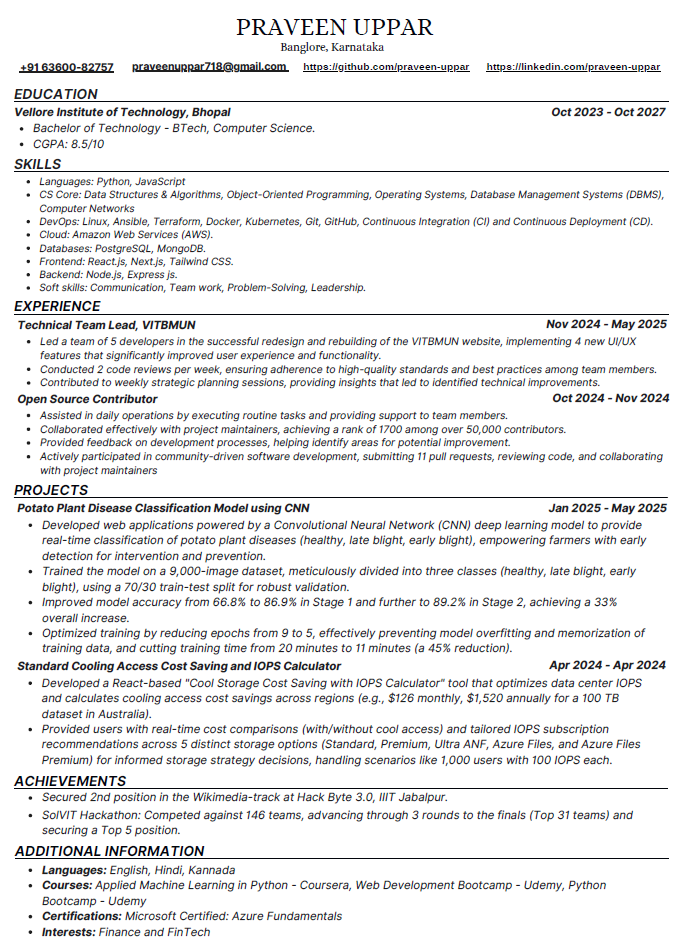 PRAVEEN UPPAR
Banglore, Karnataka
+91 63600-82757 praveenuppar718@gmail.com https://github.com/praveen-uppar https://linkedin.com/praveen-uppar
EDUCATION
Vellore Institute of Technology, Bhopal Oct 2023 - Oct 2027
• Bachelor of Technology - BTech, Computer Science.
• CGPA: 8.5/10
SKILLS
• Languages: Python, JavaScript
• CS Core: Data Structures & Algorithms, Object-Oriented Programming, Operating Systems, Database Management Systems (DBMS),
Computer Networks
• DevOps: Linux, Ansible, Terraform, Docker, Kubernetes, Git, GitHub, Continuous Integration (CI) and Continuous Deployment (CD).
• Cloud: Amazon Web Services (AWS).
• Databases: PostgreSQL, MongoDB.
• Frontend: React.js, Next.js, Tailwind CSS.
• Backend: Node.js, Express js.
• Soft skills: Communication, Team work, Problem-Solving, Leadership.
EXPERIENCE
Technical Team Lead, VITBMUN Nov 2024 - May 2025
• Led a team of 5 developers in the successful redesign and rebuilding of the VITBMUN website, implementing 4 new UI/UX
features that significantly improved user experience and functionality.
• Conducted 2 code reviews per week, ensuring adherence to high-quality standards and best practices among team members.
• Contributed to weekly strategic planning sessions, providing insights that led to identified technical improvements.
Open Source Contributor Oct 2024 - Nov 2024
• Assisted in daily operations by executing routine tasks and providing support to team members.
• Collaborated effectively with project maintainers, achieving a rank of 1700 among over 50,000 contributors.
• Provided feedback on development processes, helping identify areas for potential improvement.
• Actively participated in community-driven software development, submitting 11 pull requests, reviewing code, and collaborating
with project maintainers
PROJECTS
Potato Plant Disease Classification Model using CNN Jan 2025 - May 2025
• Developed web applications powered by a Convolutional Neural Network (CNN) deep learning model to provide
real-time classification of potato plant diseases (healthy, late blight, early blight), empowering farmers with early
detection for intervention and prevention.
• Trained the model on a 9,000-image dataset, meticulously divided into three classes (healthy, late blight, early
blight), using a 70/30 train-test split for robust validation.
• Improved model accuracy from 66.8% to 86.9% in Stage 1 and further to 89.2% in Stage 2, achieving a 33%
overall increase.
• Optimized training by reducing epochs from 9 to 5, effectively preventing model overfitting and memorization of
training data, and cutting training time from 20 minutes to 11 minutes (a 45% reduction).
Standard Cooling Access Cost Saving and IOPS Calculator Apr 2024 - Apr 2024
• Developed a React-based "Cool Storage Cost Saving with IOPS Calculator" tool that optimizes data center IOPS
and calculates cooling access cost savings across regions (e.g., $126 monthly, $1,520 annually for a 100 TB
dataset in Australia).
• Provided users with real-time cost comparisons (with/without cool access) and tailored IOPS subscription
recommendations across 5 distinct storage options (Standard, Premium, Ultra ANF, Azure Files, and Azure Files
Premium) for informed storage strategy decisions, handling scenarios like 1,000 users with 100 IOPS each.
ACHIEVEMENTS
• Secured 2nd position in the Wikimedia-track at Hack Byte 3.0, IIIT Jabalpur.
• SolVIT Hackathon: Competed against 146 teams, advancing through 3 rounds to the finals (Top 31 teams) and
securing a Top 5 position.
ADDITIONAL INFORMATION
• Languages: English, Hindi, Kannada
• Courses: Applied Machine Learning in Python - Coursera, Web Development Bootcamp - Udemy, Python
Bootcamp - Udemy
• Certifications: Microsoft Certified: Azure Fundamentals
• Interests: Finance and FinTech